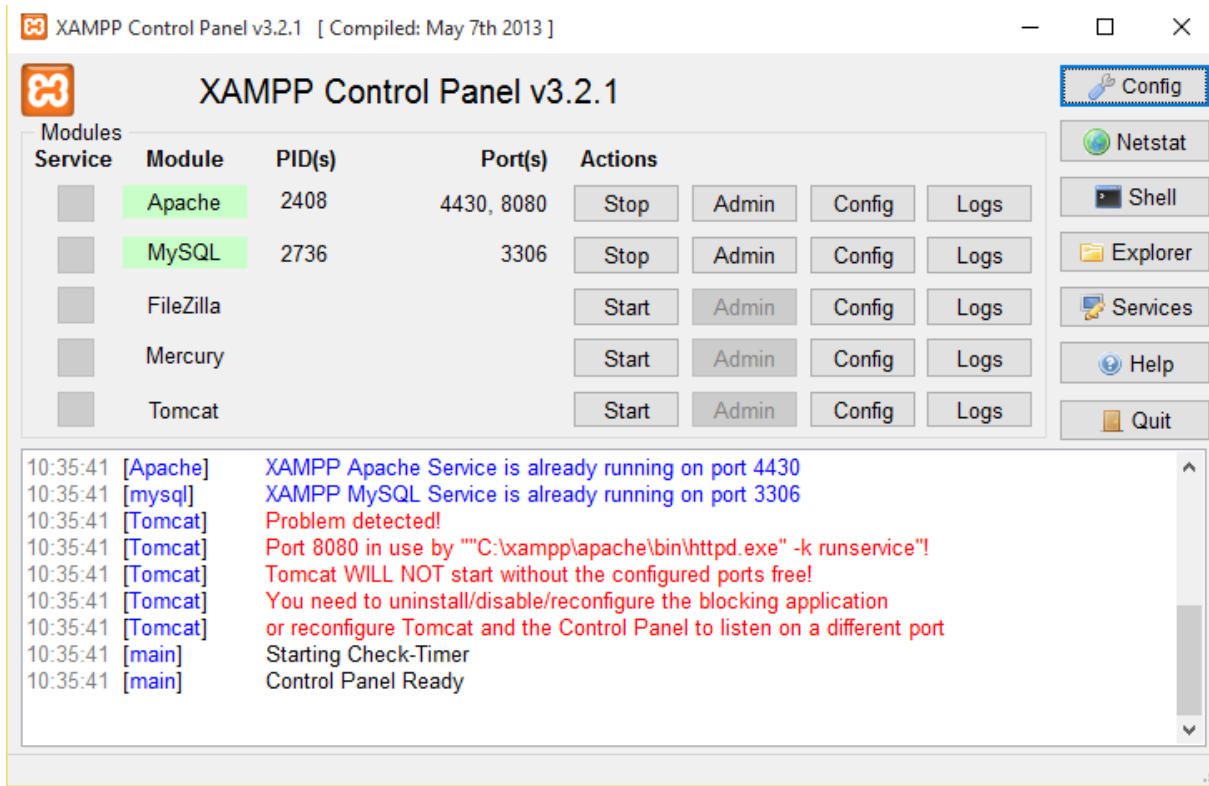 XAMPP Control Panel v3.2.1 [ Compiled: May 7th 2013 ]
XAMPP Control Panel v3.2.1
Config
Modules
Netstat
Service Module PID(s) Port(s) Actions
Apache 2408 4430, 8080 Stop Admin Config Logs
Shell
MySQL 2736 3306 Stop Admin Config Logs
Explorer
FileZilla Start Admin Config Logs
Services
Mercury Start Admin Config Logs
Help
Tomcat Start Admin Config Logs
Quit
10:35:41 [Apache] XAMPP Apache Service is already running on port 4430
10:35:41 [mysql] XAMPP MySQL Service is already running on port 3306
10:35:41 [Tomcat] Problem detected!
10:35:41 [Tomcat] Port 8080 in use by ""C:\xampp\apache\bin\httpd.exe" -k runservice"!
10:35:41 [Tomcat] Tomcat WILL NOT start without the configured ports free!
10:35:41 [Tomcat] You need to uninstall/disable/reconfigure the blocking application
10:35:41 [Tomcat] or reconfigure Tomcat and the Control Panel to listen on a different port
10:35:41 [main] Starting Check-Timer
10:35:41 [main] Control Panel Ready